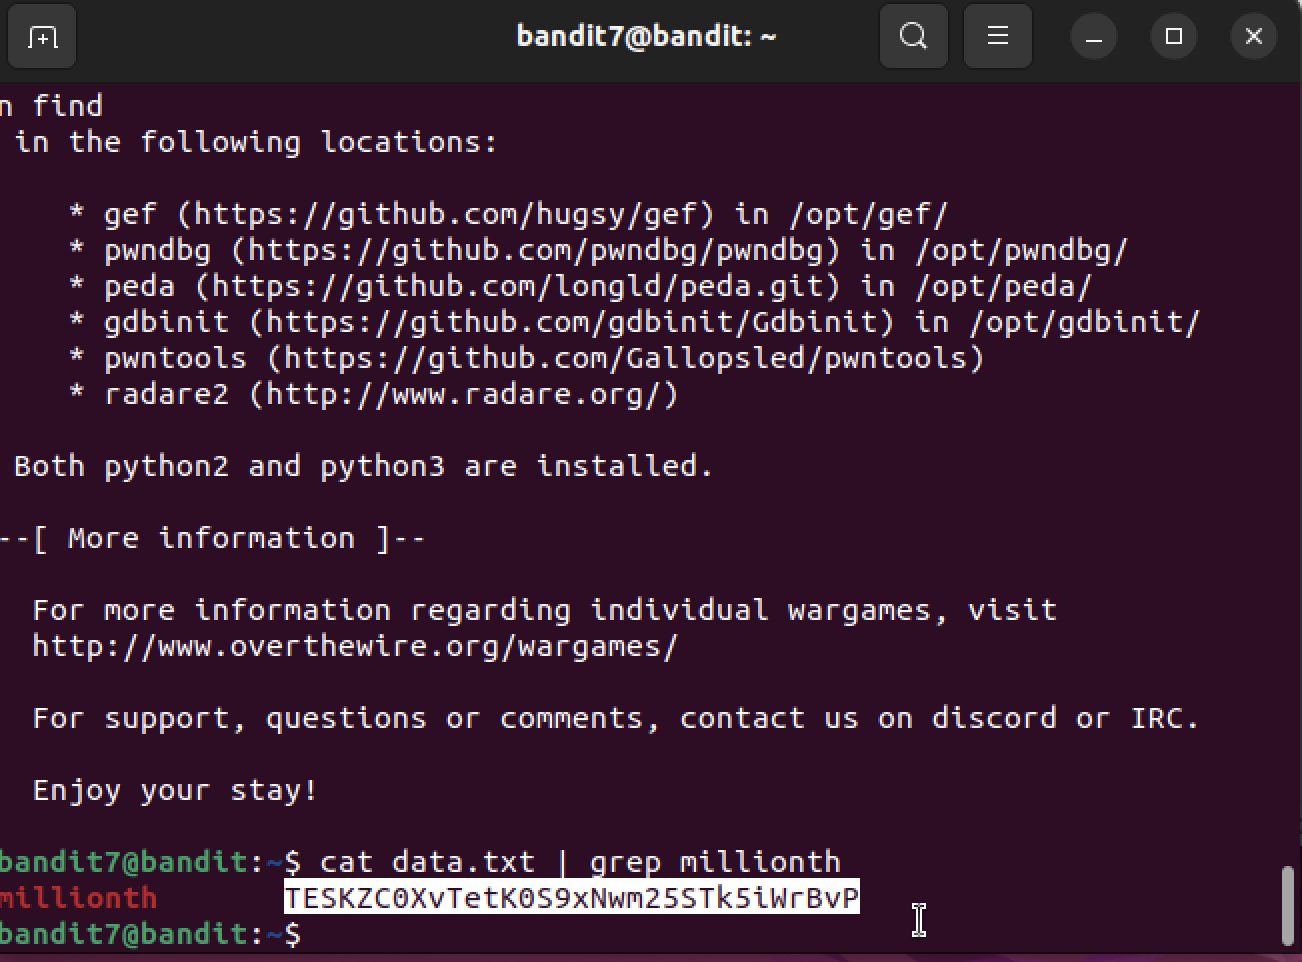 bandit7@bandit: ~
n find
in the following locations:
* gef (https://github.com/hugsy/gef) in /opt/gef/
* pwndbg (https://github.com/pwndbg/pwndbg) in /opt/pwndbg/
* peda (https://github.com/longld/peda.git) in /opt/peda/
* gdbinit (https://github.com/gdbinit/Gdbinit) in /opt/gdbinit/
* pwntools (https://github.com/Gallopsled/pwntools)
* radare2 (http://www.radare.org/)
Both python2 and python3 are installed.
--[ More information ]--
For more information regarding individual wargames, visit
http://www.overthewire.org/wargames/
For support, questions or comments, contact us on discord or IRC.
Enjoy your stay!
bandit7@bandit:~$ cat data.txt | grep millionth
millionth TESKZC0XvTetK0S9xNwm25STk5iWrBvP
bandit7@bandit:~$